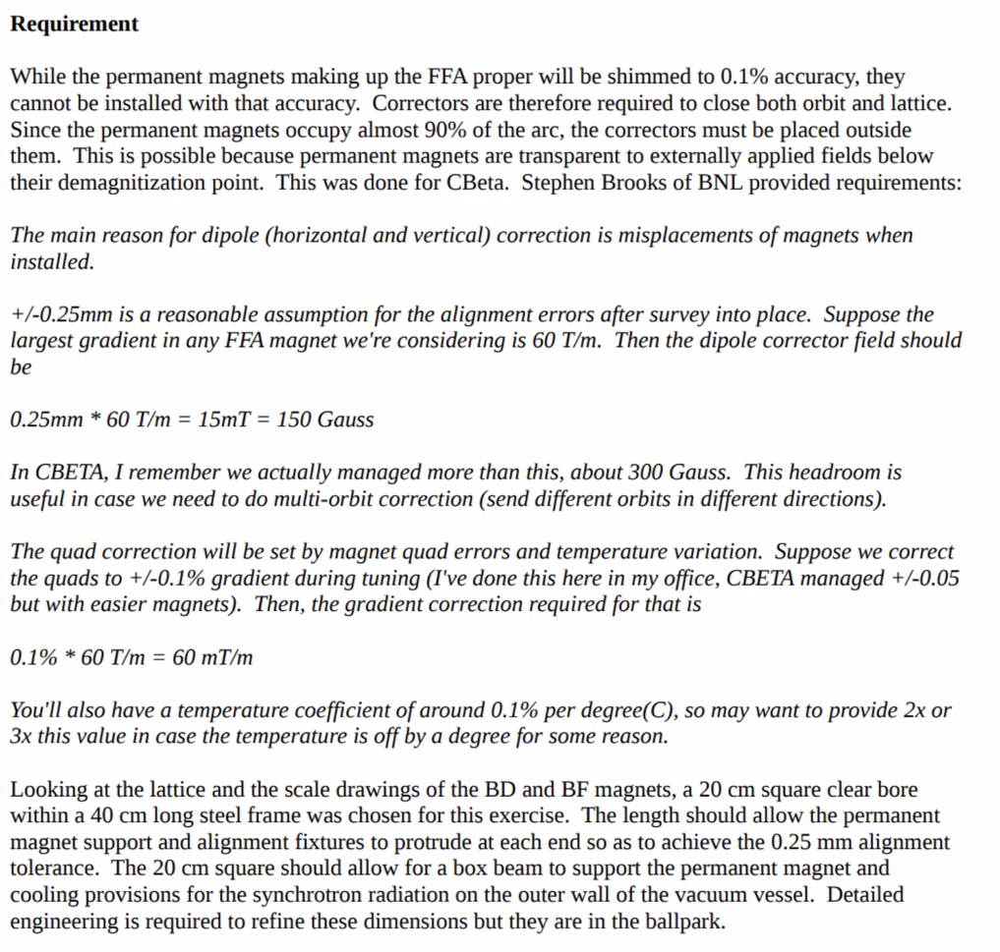 Requirement
While the permanent magnets making up the FFA proper will be shimmed to 0.1% accuracy, they
cannot be installed with that accuracy.  Correctors are therefore required to close both orbit and lattice.
Since the permanent magnets occupy almost 90% of the arc, the correctors must be placed outside
them.  This is possible because permanent magnets are transparent to externally applied fields below
their demagnitization point.  This was done for CBeta.  Stephen Brooks of BNL provided requirements:
The main reason for dipole (horizontal and vertical) correction is misplacements of magnets when
installed.
+/-0.25mm is a reasonable assumption for the alignment errors after survey into place.  Suppose the
largest gradient in any FFA magnet we're considering is 60 T/m.  Then the dipole corrector field should
be
0.25mm * 60 T/m = 15mT = 150 Gauss
In CBETA, I remember we actually managed more than this, about 300 Gauss.  This headroom is
useful in case we need to do multi-orbit correction (send different orbits in different directions).
The quad correction will be set by magnet quad errors and temperature variation.  Suppose we correct
the quads to +/-0.1% gradient during tuning (I've done this here in my office, CBETA managed +/-0.05
but with easier magnets).  Then, the gradient correction required for that is
0.1% * 60 T/m = 60 mT/m
You'll also have a temperature coefficient of around 0.1% per degree(C), so may want to provide 2x or
3x this value in case the temperature is off by a degree for some reason.
Looking at the lattice and the scale drawings of the BD and BF magnets, a 20 cm square clear bore
within a 40 cm long steel frame was chosen for this exercise.  The length should allow the permanent
magnet support and alignment fixtures to protrude at each end so as to achieve the 0.25 mm alignment
tolerance.  The 20 cm square should allow for a box beam to support the permanent magnet and
cooling provisions for the synchrotron radiation on the outer wall of the vacuum vessel.  Detailed
engineering is required to refine these dimensions but they are in the ballpark.